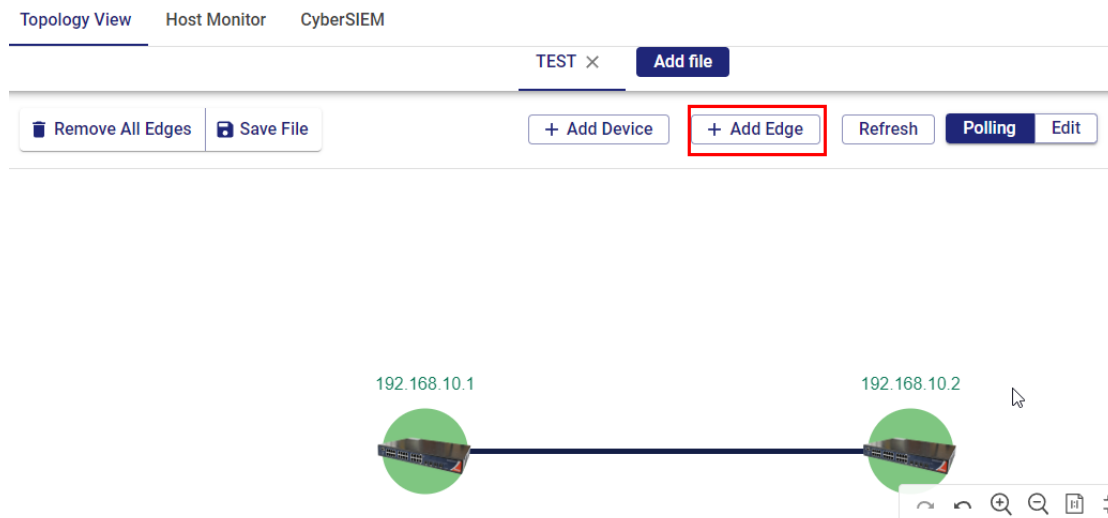 Topology View Host Monitor CyberSIEM
TEST × Add file
Remove All Edges Save File + Add Device + Add Edge Refresh Polling Edit
192.168.10.1 192.168.10.2